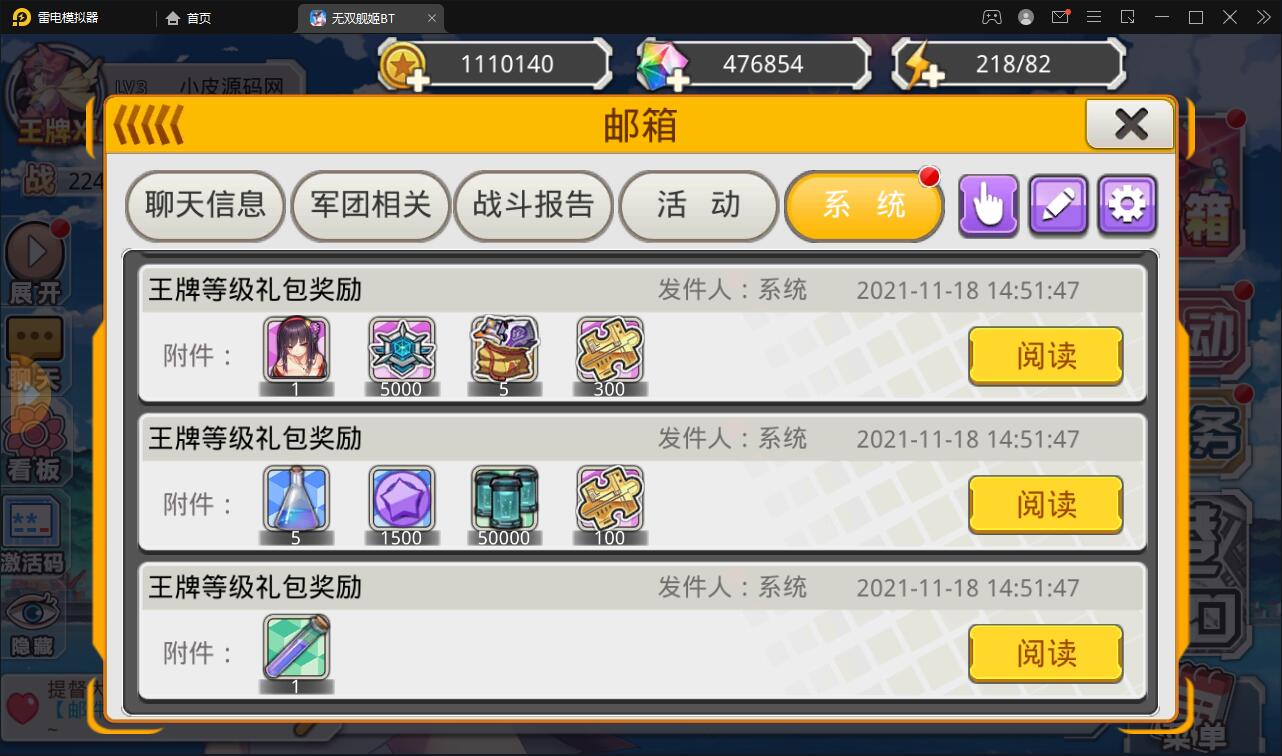 雷电模拟器
首页
无双舰姬BT
1110140
476854
218/82
LV3 小皮源码网
王牌
战 224
邮箱
聊天信息
军团相关
战斗报告
活 动
系 统
王牌等级礼包奖励
发件人：系统
2021-11-18 14:51:47
附件：
1
5000
5
300
阅读
王牌等级礼包奖励
发件人：系统
2021-11-18 14:51:47
附件：
5
1500
50000
100
阅读
王牌等级礼包奖励
发件人：系统
2021-11-18 14:51:47
附件：
1
阅读
展开
聊天
看板
激活码
隐藏
提督大
【邮件
~
箱
动
务
菜单